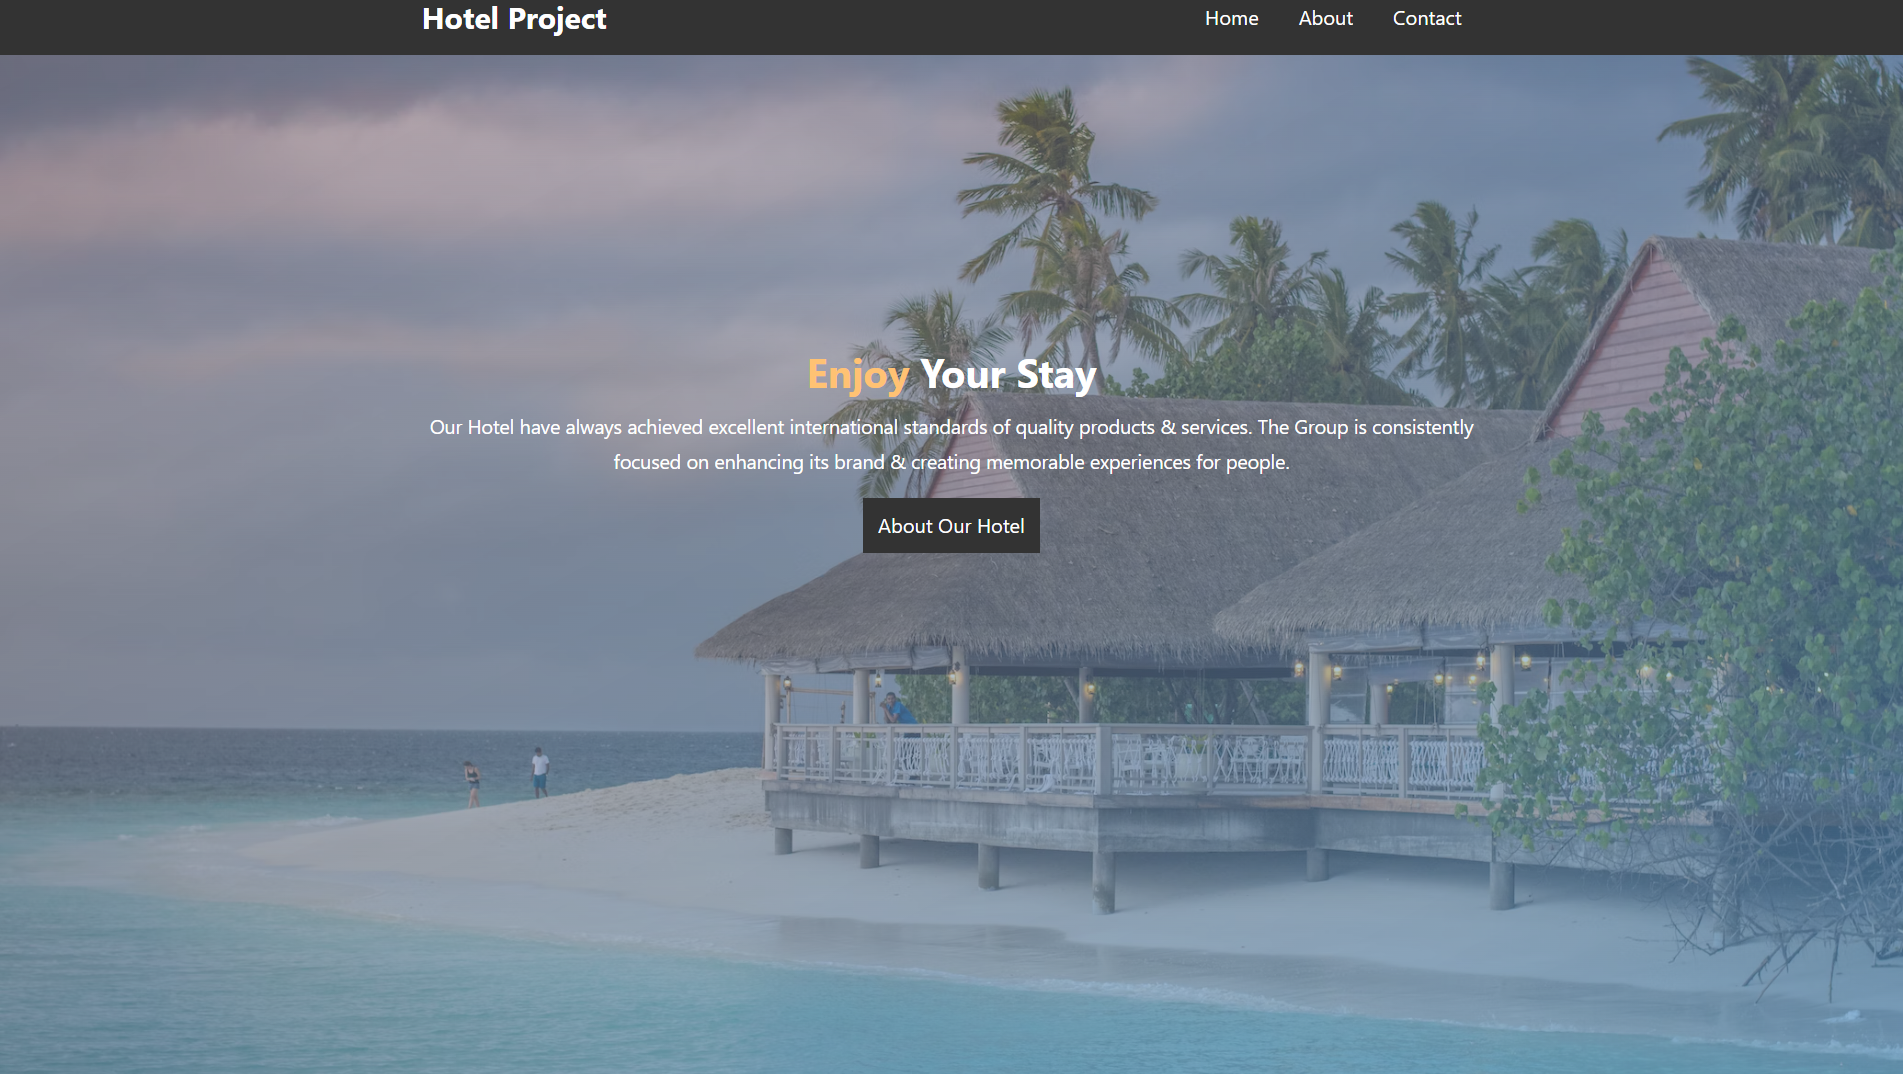 Hotel Project
Home About Contact
Enjoy Your Stay
Our Hotel have always achieved excellent international standards of quality products & services. The Group is consistently
focused on enhancing its brand & creating memorable experiences for people.
About Our Hotel